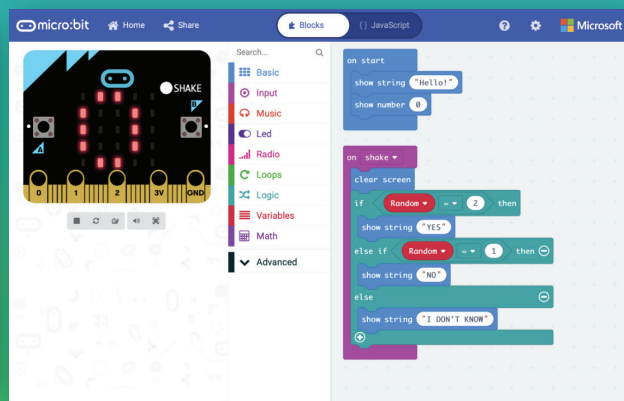 micro:bit Home Share Blocks { } JavaScript Microsoft
Search...
Basic
Input
Music
Led
Radio
Loops
Logic
Variables
Math
Advanced
SHAKE
B
A
0 1 2 3V GND
on start
show string "Hello!"
show number 0
on shake
clear screen
if Random = 2 then
show string "YES"
else if Random = 1 then
show string "NO"
else
show string "I DON'T KNOW"